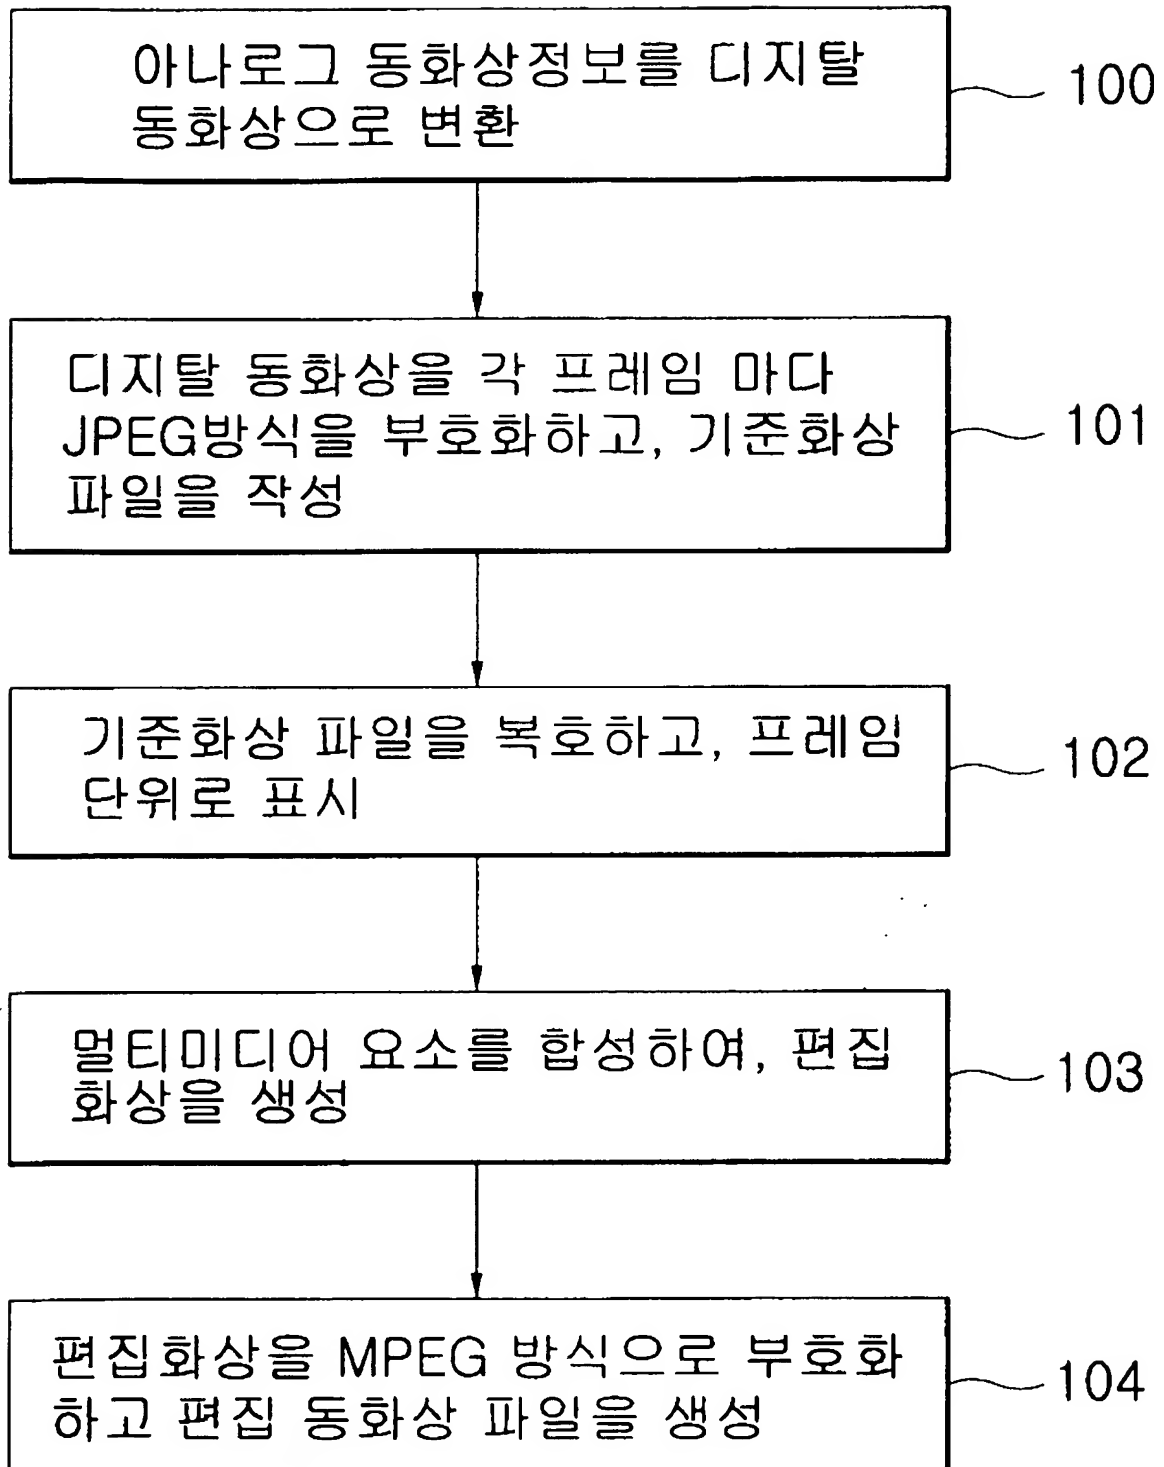 아나로그 동화상정보를 디지탈
동화상으로 변환
100
디지탈 동화상을 각 프레임 마다
JPEG방식을 부호화하고, 기준화상
파일을 작성
101
기준화상 파일을 복호하고, 프레임
단위로 표시
102
멀티미디어 요소를 합성하여, 편집
화상을 생성
103
편집화상을 MPEG 방식으로 부호화
하고 편집 동화상 파일을 생성
104